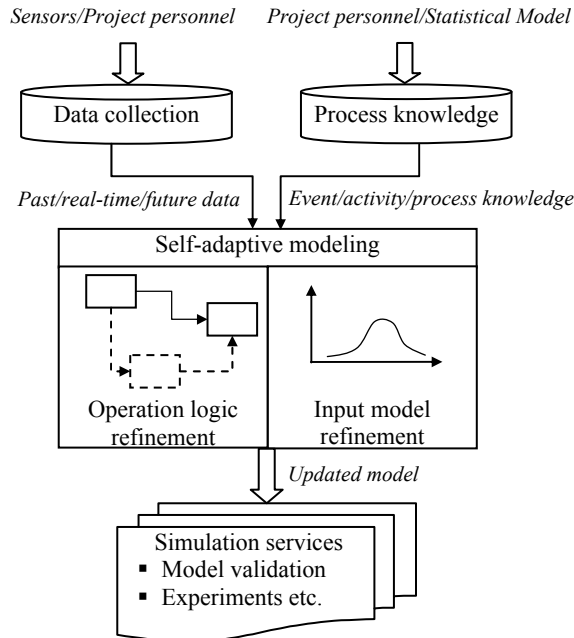 Sensors/Project personnel
Project personnel/Statistical Model
Data collection
Process knowledge
Past/real-time/future data
Event/activity/process knowledge
Self-adaptive modeling
Operation logic
refinement
Input model
refinement
Updated model
Simulation services
▪ Model validation
▪ Experiments etc.